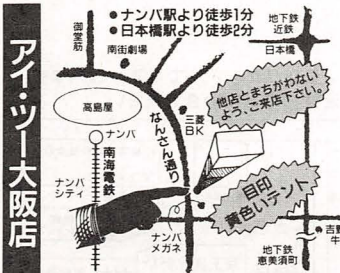 アイ・ツー大阪店
●ナンバ駅より徒歩1分
●日本橋駅より徒歩2分
御堂筋
南街劇場
地下鉄
近鉄
日本橋
高島屋
なんさん通り
三菱
BK
他店とまちがわない
よう、ご来店下さい。
ナンバ
南海電鉄
ナンバ
シティ
目印
黄色いテント
ナンバ
メガネ
地下鉄
恵美須町